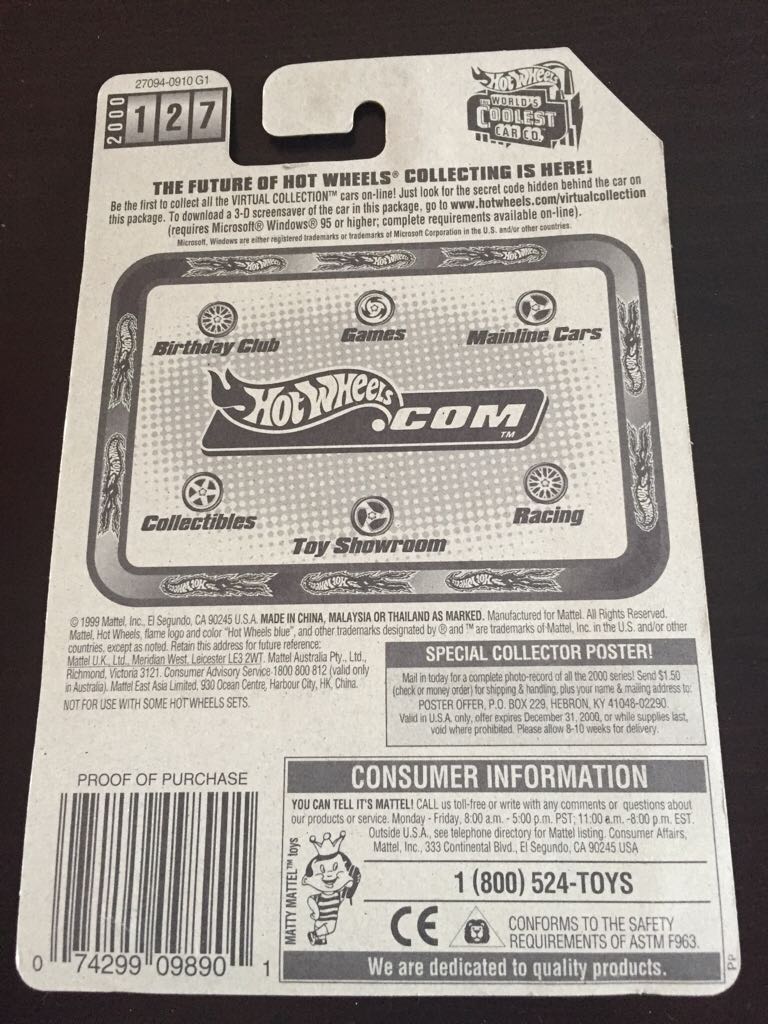 27094-0910 G1
2000 127
Hot Wheels
WORLD'S
COOLEST
CAR CO.
THE FUTURE OF HOT WHEELS® COLLECTING IS HERE!
Be the first to collect all the VIRTUAL COLLECTION™ cars on-line! Just look for the secret code hidden behind the car on
this package. To download a 3-D screensaver of the car in this package, go to www.hotwheels.com/virtualcollection
(requires Microsoft® Windows® 95 or higher; complete requirements available on-line).
Microsoft, Windows are either registered trademarks or trademarks of Microsoft Corporation in the U.S. and/or other countries.
Hot Wheels Hot Wheels Hot Wheels
Birthday Club Games Mainline Cars
Hot Wheels .COM™
Collectibles Toy Showroom Racing
Hot Wheels Hot Wheels Hot Wheels
© 1999 Mattel, Inc., El Segundo, CA 90245 U.S.A. MADE IN CHINA, MALAYSIA OR THAILAND AS MARKED. Manufactured for Mattel. All Rights Reserved.
Mattel, Hot Wheels, flame logo and color "Hot Wheels blue", and other trademarks designated by ® and ™ are trademarks of Mattel, Inc. in the U.S. and/or other
countries, except as noted. Retain this address for future reference:
Mattel U.K., Ltd., Meridian West, Leicester LE3 2WT. Mattel Australia Pty., Ltd.,
Richmond, Victoria 3121. Consumer Advisory Service 1800 800 812 (valid only
in Australia). Mattel East Asia Limited, 930 Ocean Centre, Harbour City, HK, China.
NOT FOR USE WITH SOME HOT WHEELS SETS.
SPECIAL COLLECTOR POSTER!
Mail in today for a complete photo-record of all the 2000 series! Send $1.50
(check or money order) for shipping & handling, plus your name & mailing address to:
POSTER OFFER, P.O. BOX 229, HEBRON, KY 41048-02290.
Valid in U.S.A. only, offer expires December 31, 2000, or while supplies last,
void where prohibited. Please allow 8-10 weeks for delivery.
PROOF OF PURCHASE
0 74299 09890 1
CONSUMER INFORMATION
YOU CAN TELL IT'S MATTEL! CALL us toll-free or write with any comments or questions about
our products or service. Monday - Friday, 8:00 a.m. - 5:00 p.m. PST; 11:00 a.m. -8:00 p.m. EST.
Outside U.S.A., see telephone directory for Mattel listing. Consumer Affairs,
Mattel, Inc., 333 Continental Blvd., El Segundo, CA 90245 USA
MATTY MATTEL™ toys
1 (800) 524-TOYS
CE
CONFORMS TO THE SAFETY
REQUIREMENTS OF ASTM F963.
We are dedicated to quality products.
PP